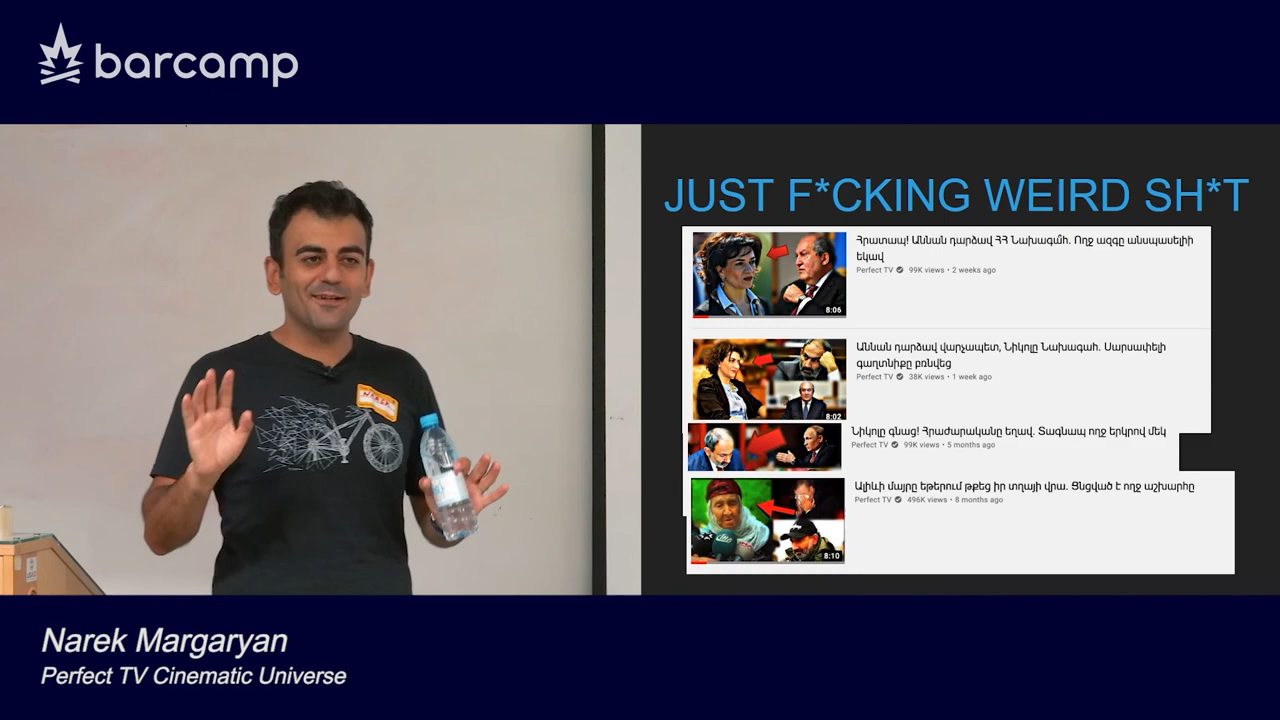 barcamp
JUST F*CKING WEIRD SH*T
Հրատապ! Աննան դարձավ ՀՀ Նախագահ. Ողջ ազգը անսպասելիի
եկավ
Perfect TV 99K views • 2 weeks ago
8:06
Աննան դարձավ վարչապետ, Նիկոլը Նախագահ. Սարսափելի
գաղտնիքը բռնվեց
Perfect TV 38K views • 1 week ago
8:02
Նիկոլը գնաց! Հրաժարականը եղավ. Տագնապ ողջ երկրով մեկ
Perfect TV 99K views • 5 months ago
Ալիևի մայրը եթերում թքեց իր տղայի վրա. Ցնցված է ողջ աշխարհը
Perfect TV 496K views • 8 months ago
8:10
Narek Margaryan
Perfect TV Cinematic Universe